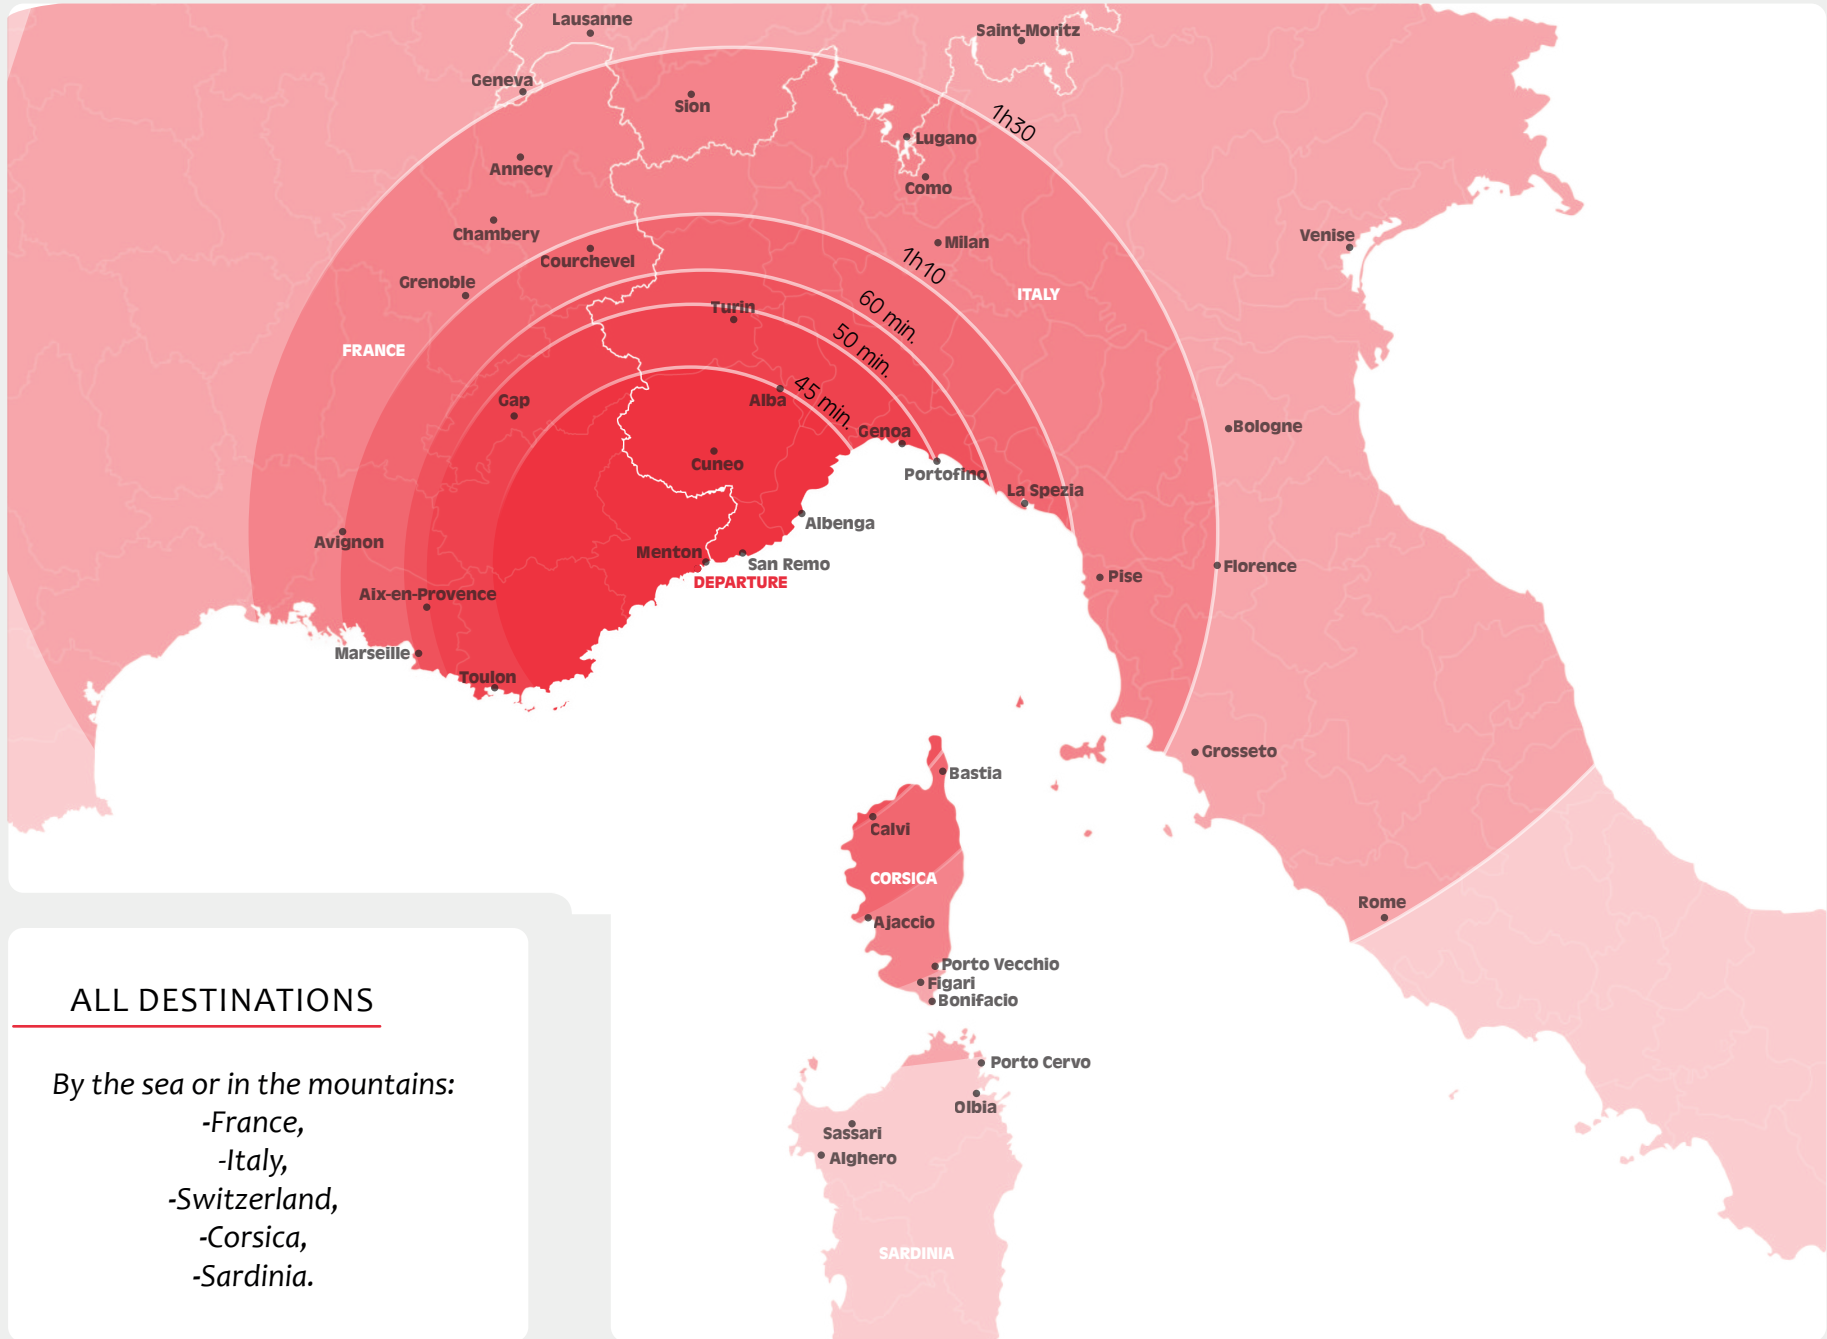 Lausanne
Saint-Moritz
Geneva
Sion
1h30
Lugano
Annecy
Como
Chambery
Venise
Milan
Courchevel
1h10
Grenoble
ITALY
60 min.
Turin
50 min.
FRANCE
45 min.
Gap
Alba
Bologne
Genoa
Cuneo
Portofino
La Spezia
Albenga
Avignon
Menton
San Remo
Florence
DEPARTURE
Pise
Aix-en-Provence
Marseille
Toulon
Grosseto
Bastia
Calvi
CORSICA
Rome
Ajaccio
Porto Vecchio
Figari
Bonifacio
Porto Cervo
Olbia
Sassari
Alghero
SARDINIA
ALL DESTINATIONS
By the sea or in the mountains:
-France,
-Italy,
-Switzerland,
-Corsica,
-Sardinia.